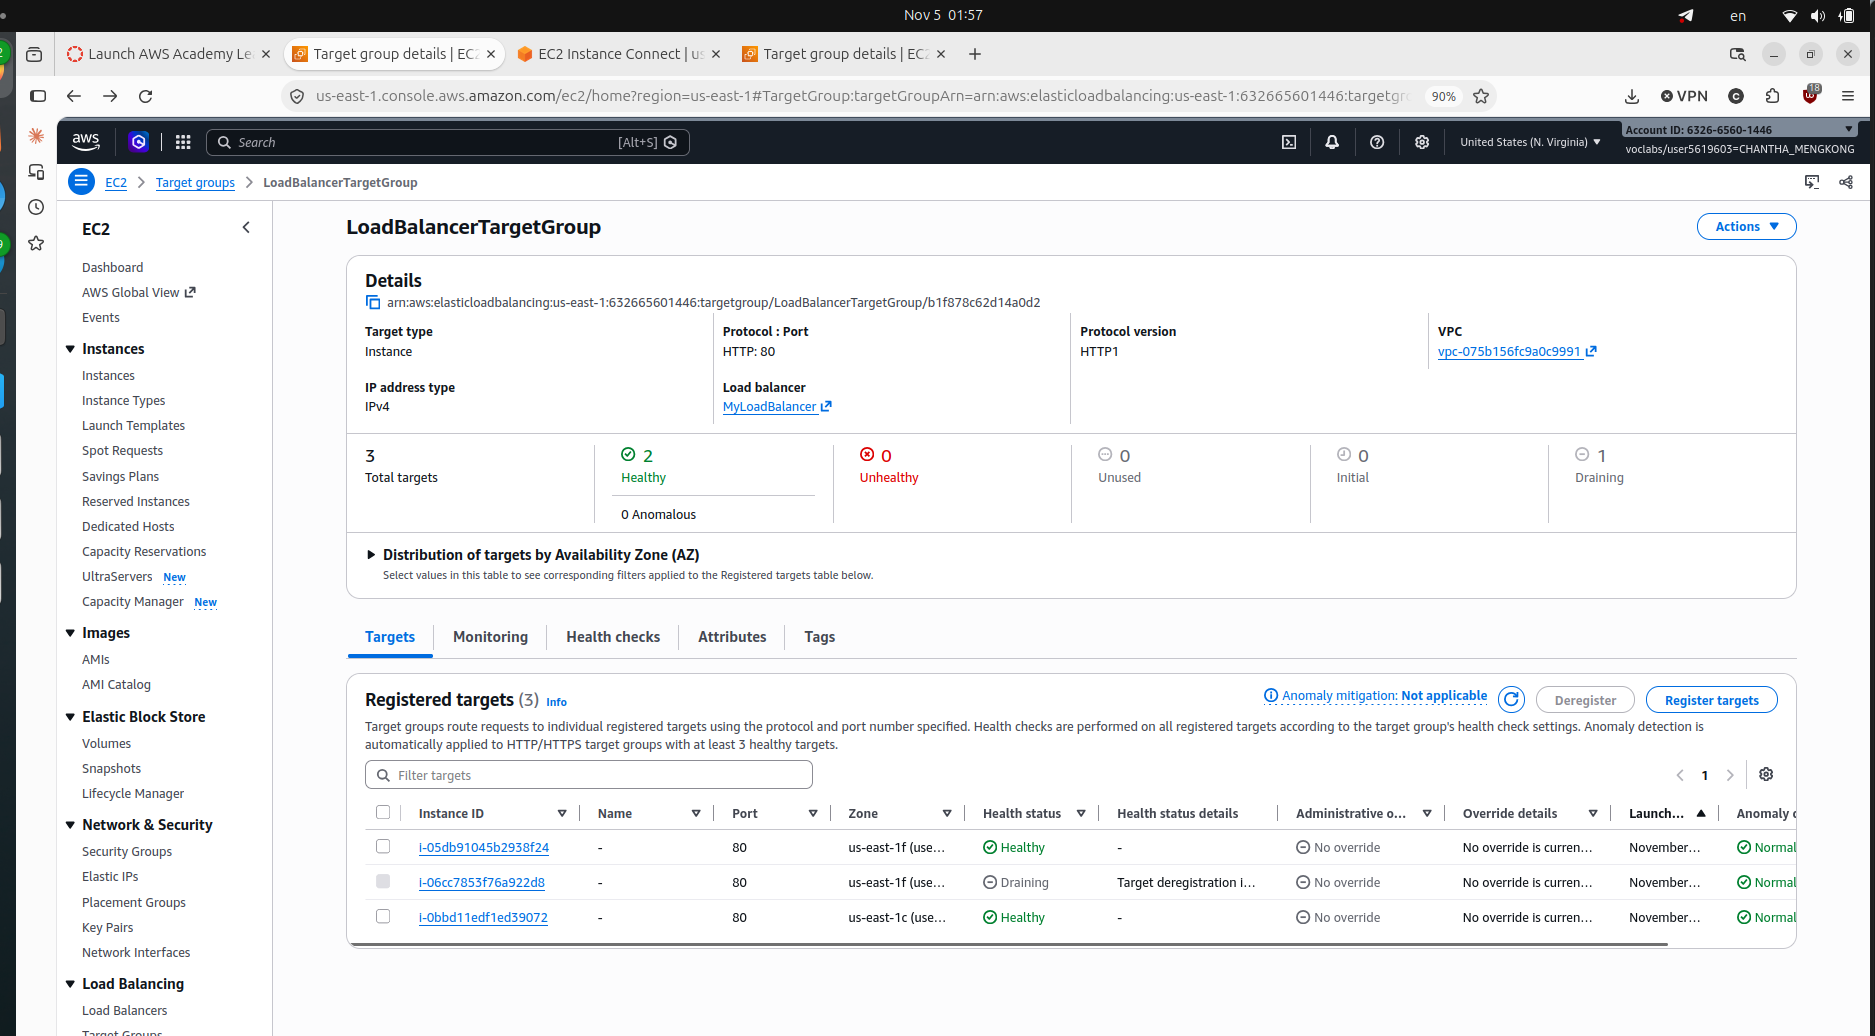 Nov 5 01:57
en
Launch AWS Academy Le
Target group details | EC2
EC2 Instance Connect | us
Target group details | EC2
us-east-1.console.aws.amazon.com/ec2/home?region=us-east-1#TargetGroup:targetGroupArn=arn:aws:elasticloadbalancing:us-east-1:632665601446:targetgro
90%
VPN
18
aws
Search
[Alt+S]
United States (N. Virginia)
Account ID: 6326-6560-1446
voclabs/user5619603=CHANTHA_MENGKONG
EC2 > Target groups > LoadBalancerTargetGroup
EC2
Dashboard
AWS Global View
Events
Instances
Instances
Instance Types
Launch Templates
Spot Requests
Savings Plans
Reserved Instances
Dedicated Hosts
Capacity Reservations
UltraServers New
Capacity Manager New
Images
AMIs
AMI Catalog
Elastic Block Store
Volumes
Snapshots
Lifecycle Manager
Network & Security
Security Groups
Elastic IPs
Placement Groups
Key Pairs
Network Interfaces
Load Balancing
Load Balancers
Target Groups
LoadBalancerTargetGroup
Actions
Details
arn:aws:elasticloadbalancing:us-east-1:632665601446:targetgroup/LoadBalancerTargetGroup/b1f878c62d14a0d2
Target type
Instance
Protocol : Port
HTTP: 80
Protocol version
HTTP1
VPC
vpc-075b156fc9a0c9991
IP address type
IPv4
Load balancer
MyLoadBalancer
3
Total targets
2
Healthy
0 Anomalous
0
Unhealthy
0
Unused
0
Initial
1
Draining
Distribution of targets by Availability Zone (AZ)
Select values in this table to see corresponding filters applied to the Registered targets table below.
Targets
Monitoring
Health checks
Attributes
Tags
Registered targets (3) Info
Anomaly mitigation: Not applicable
Deregister
Register targets
Target groups route requests to individual registered targets using the protocol and port number specified. Health checks are performed on all registered targets according to the target group's health check settings. Anomaly detection is
automatically applied to HTTP/HTTPS target groups with at least 3 healthy targets.
Filter targets
1
Instance ID Name Port Zone Health status Health status details Administrative o... Override details Launch... Anomaly
i-05db91045b2938f24 - 80 us-east-1f (use... Healthy - No override No override is curren... November... Normal
i-06cc7853f76a922d8 - 80 us-east-1f (use... Draining Target deregistration i... No override No override is curren... November... Normal
i-0bbd11edf1ed39072 - 80 us-east-1c (use... Healthy - No override No override is curren... November... Normal